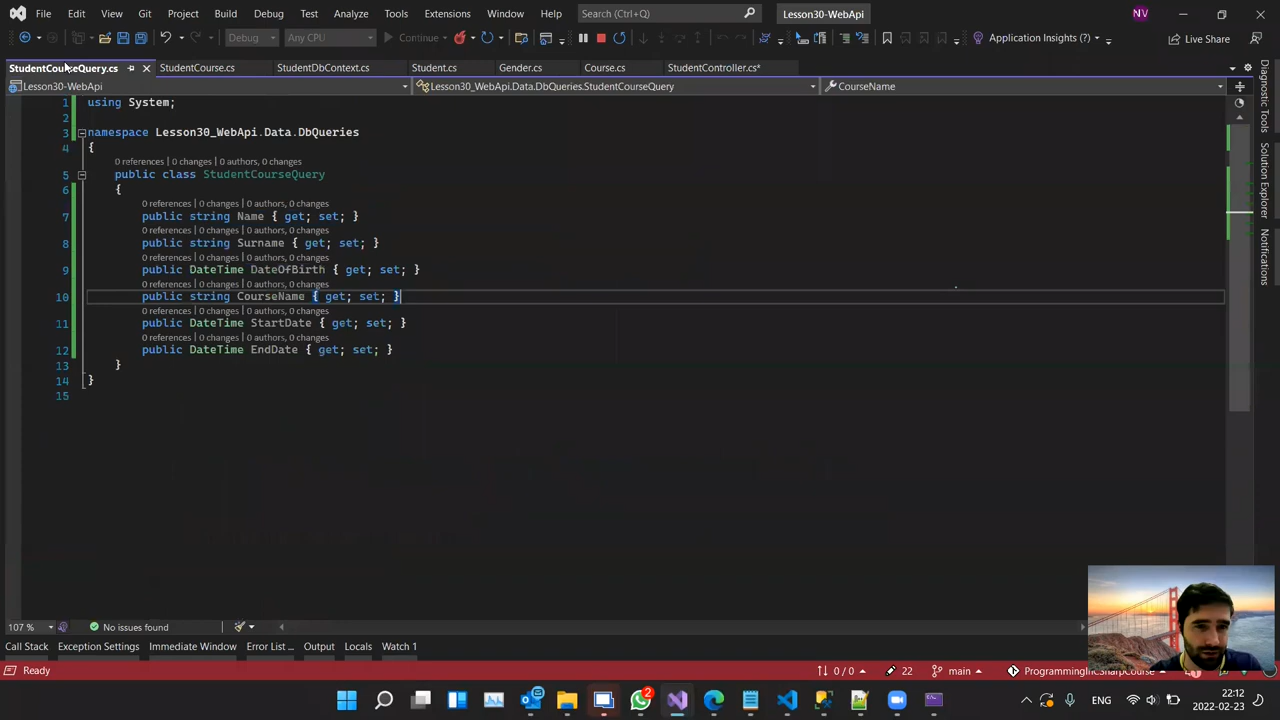 File Edit View Git Project Build Debug Test Analyze Tools Extensions Window Help Search (Ctrl+Q) Lesson30-WebApi NV
Debug Any CPU Continue Application Insights Live Share
StudentCourseQuery.cs StudentCourse.cs StudentDbContext.cs Student.cs Gender.cs Course.cs StudentController.cs*
Lesson30-WebApi Lesson30_WebApi.Data.DbQueries.StudentCourseQuery CourseName
1 using System;
2
3 namespace Lesson30_WebApi.Data.DbQueries
4 {
0 references | 0 changes | 0 authors, 0 changes
5 public class StudentCourseQuery
6 {
0 references | 0 changes | 0 authors, 0 changes
7 public string Name { get; set; }
0 references | 0 changes | 0 authors, 0 changes
8 public string Surname { get; set; }
0 references | 0 changes | 0 authors, 0 changes
9 public DateTime DateOfBirth { get; set; }
0 references | 0 changes | 0 authors, 0 changes
10 public string CourseName { get; set; }
0 references | 0 changes | 0 authors, 0 changes
11 public DateTime StartDate { get; set; }
0 references | 0 changes | 0 authors, 0 changes
12 public DateTime EndDate { get; set; }
13 }
14 }
15
Diagnostic Tools
Solution Explorer
Notifications
107 % No issues found
Call Stack Exception Settings Immediate Window Error List ... Output Locals Watch 1
Ready 0 / 0 22 main ProgrammingInCSharpCourse
2 ENG 22:12
2022-02-23